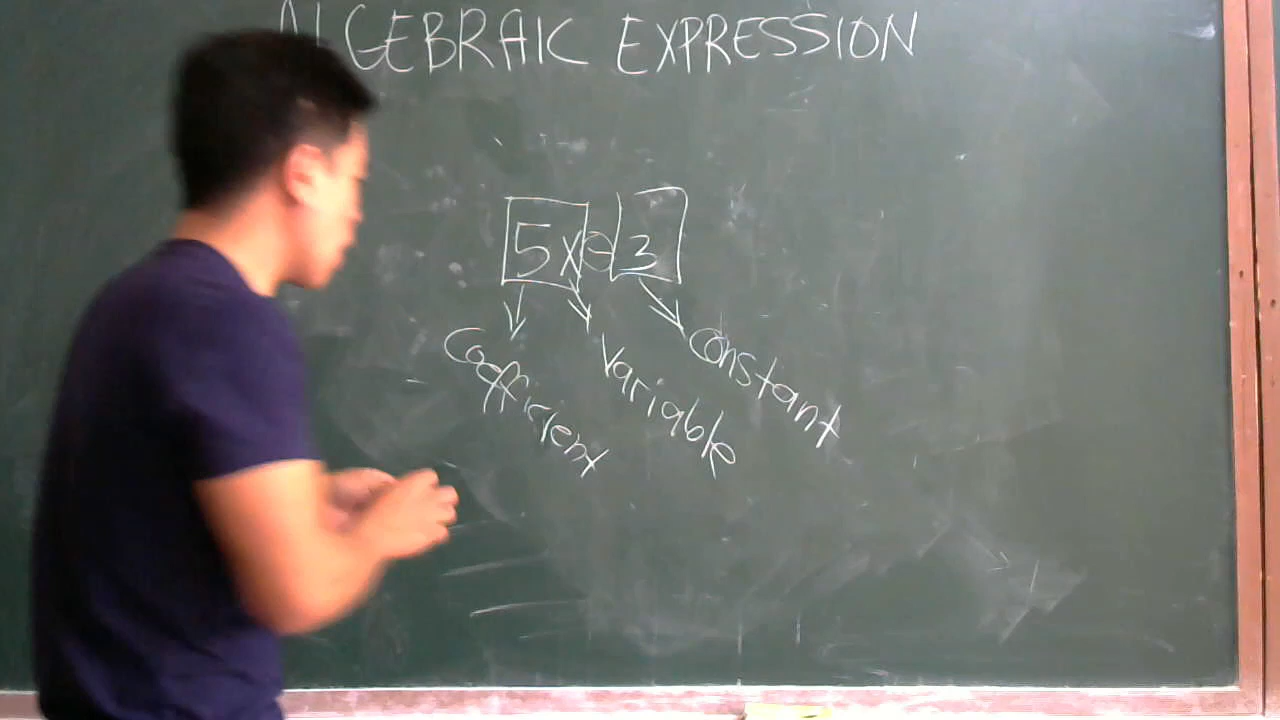 ALGEBRAIC EXPRESSION
5x - 3
Coefficient
Variable
Constant